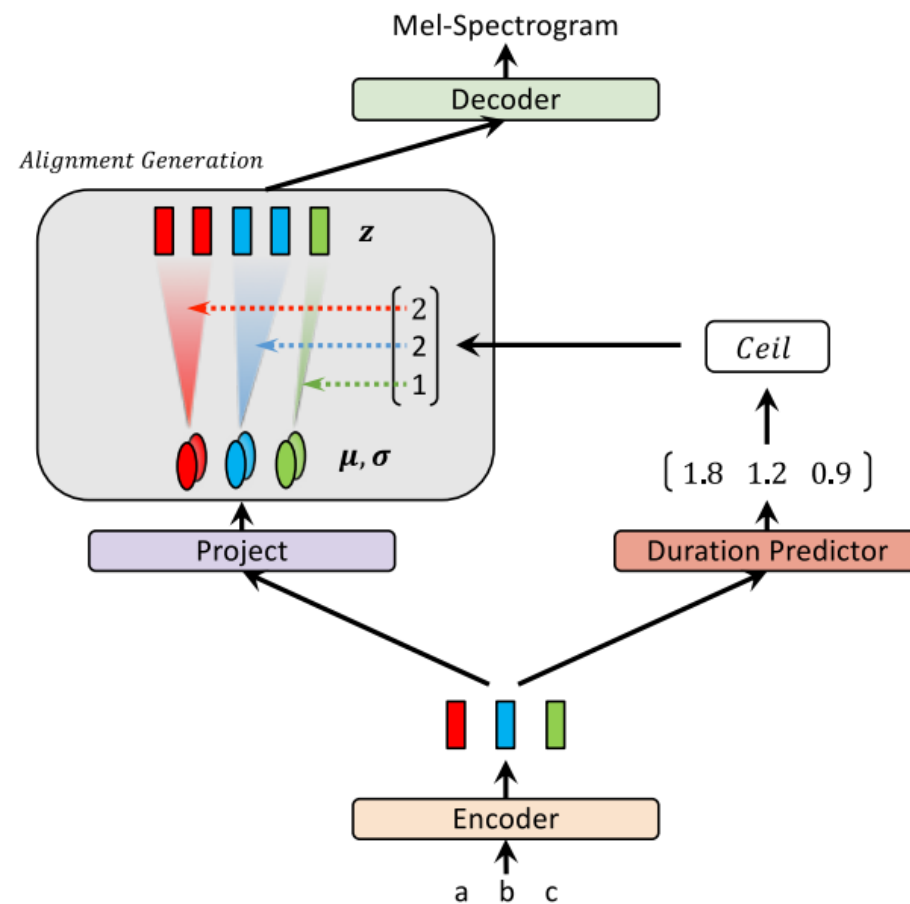 Mel-Spectrogram
Decoder
Alignment Generation
z
2
2
1
μ, σ
Ceil
[ 1.8 1.2 0.9 ]
Project
Duration Predictor
Encoder
a b c